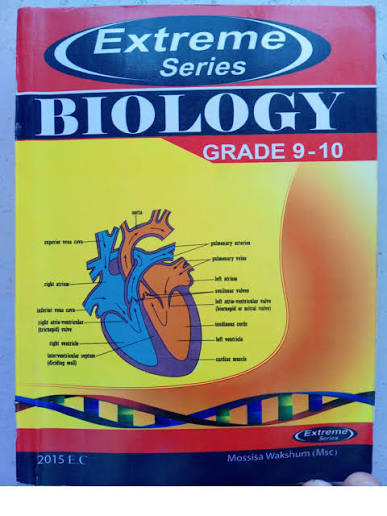 Extreme
Series
BIOLOGY
GRADE 9-10
aorta
superior vena cava
pulmonary arteries
pulmonary veins
right atrium
left atrium
semilunar valves
left atrio-ventricular valve
(bicuspid or mitral valve)
inferior vena cava
right atrio-ventricular
(tricuspid) valve
tendinous cords
right ventricle
left ventricle
interventricular septum
(dividing wall)
cardiac muscle
Extreme
Series
2015 E.C
Mossisa Wakshum (Msc)